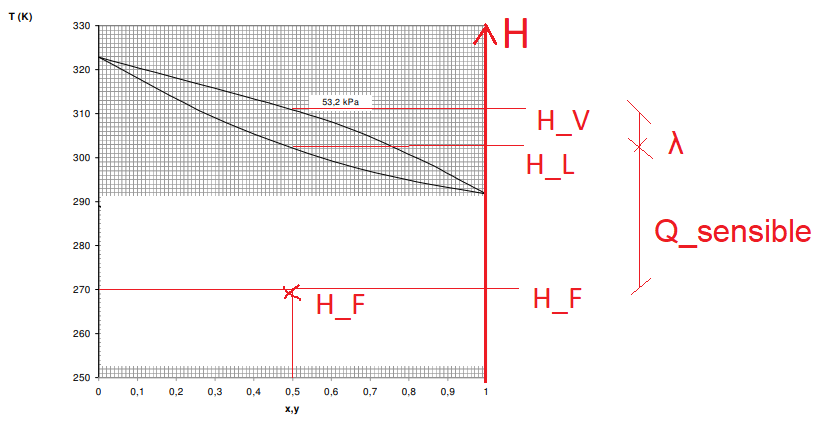 T (K)
330
H
320
53,2 kPa
310
H_V
λ
300
H_L
290
280
Q_sensible
270
H_F
H_F
260
250
0 0,1 0,2 0,3 0,4 0,5 0,6 0,7 0,8 0,9 1
x,y